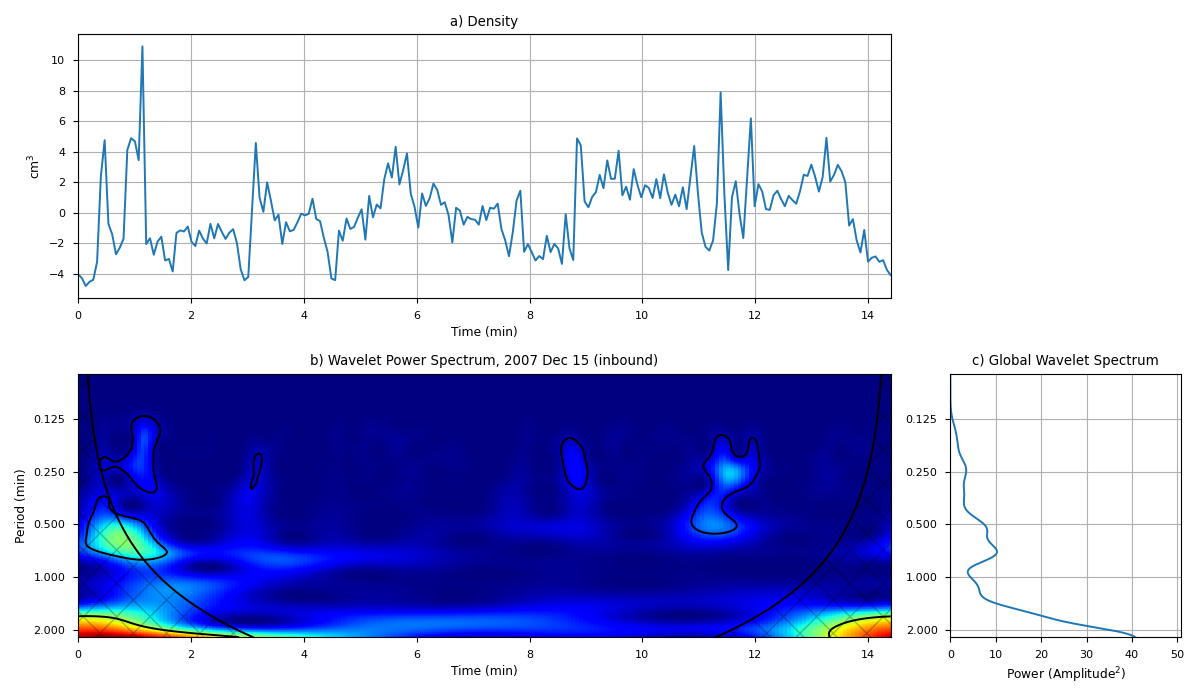 a) Density
10
8
6
4
2
0
−2
−4
cm³
0 2 4 6 8 10 12 14
Time (min)
b) Wavelet Power Spectrum, 2007 Dec 15 (inbound)
0.125
0.250
0.500
1.000
2.000
Period (min)
0 2 4 6 8 10 12 14
Time (min)
c) Global Wavelet Spectrum
0.125
0.250
0.500
1.000
2.000
0 10 20 30 40 50
Power (Amplitude²)